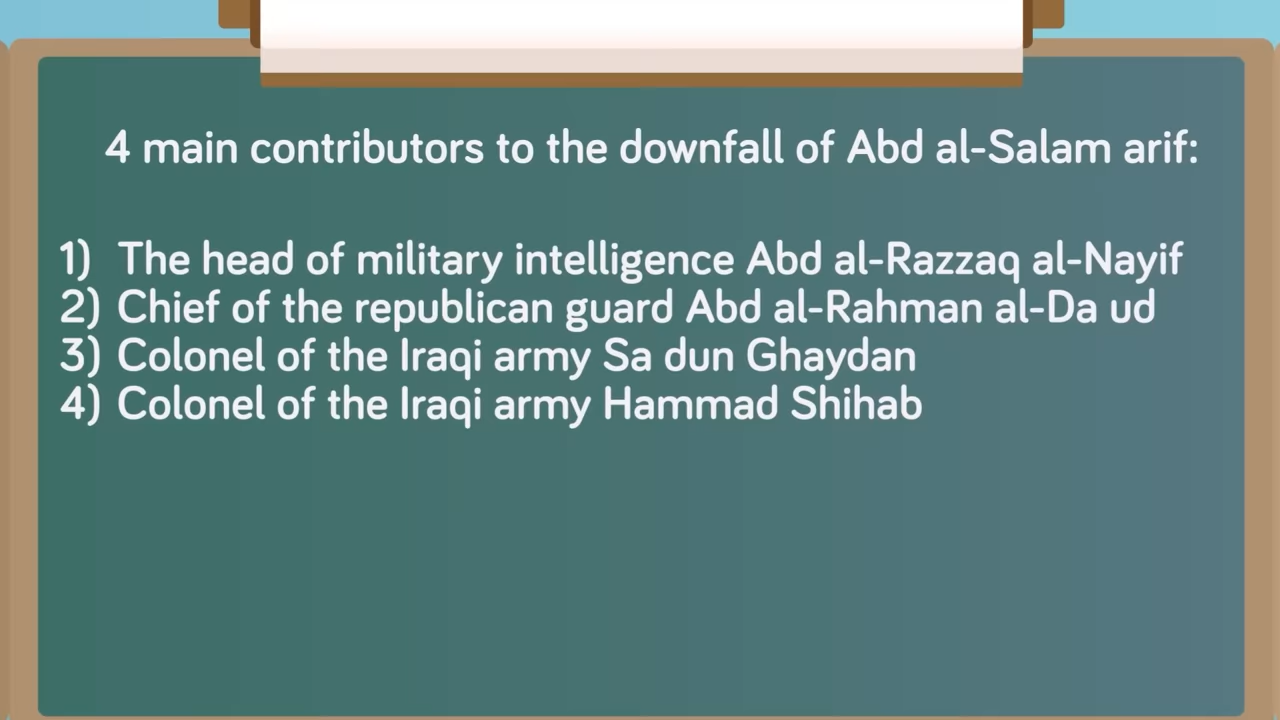 4 main contributors to the downfall of Abd al-Salam arif:
1) The head of military intelligence Abd al-Razzaq al-Nayif
2) Chief of the republican guard Abd al-Rahman al-Da ud
3) Colonel of the Iraqi army Sa dun Ghaydan
4) Colonel of the Iraqi army Hammad Shihab